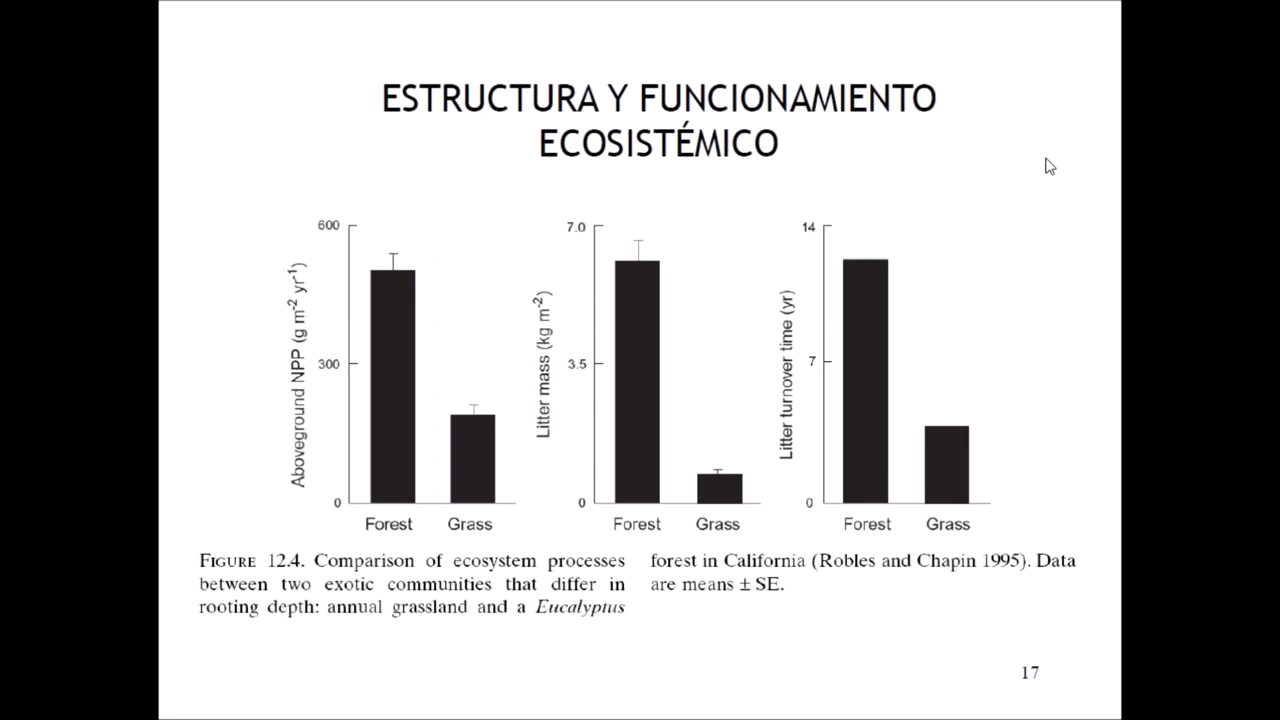 ESTRUCTURA Y FUNCIONAMIENTO
ECOSISTÉMICO
Aboveground NPP (g m⁻² yr⁻¹)
600
300
0
Forest Grass
Litter mass (kg m⁻²)
7.0
3.5
0
Forest Grass
Litter turnover time (yr)
14
7
0
Forest Grass
FIGURE 12.4. Comparison of ecosystem processes
between two exotic communities that differ in
rooting depth: annual grassland and a Eucalyptus
forest in California (Robles and Chapin 1995). Data
are means ± SE.
17